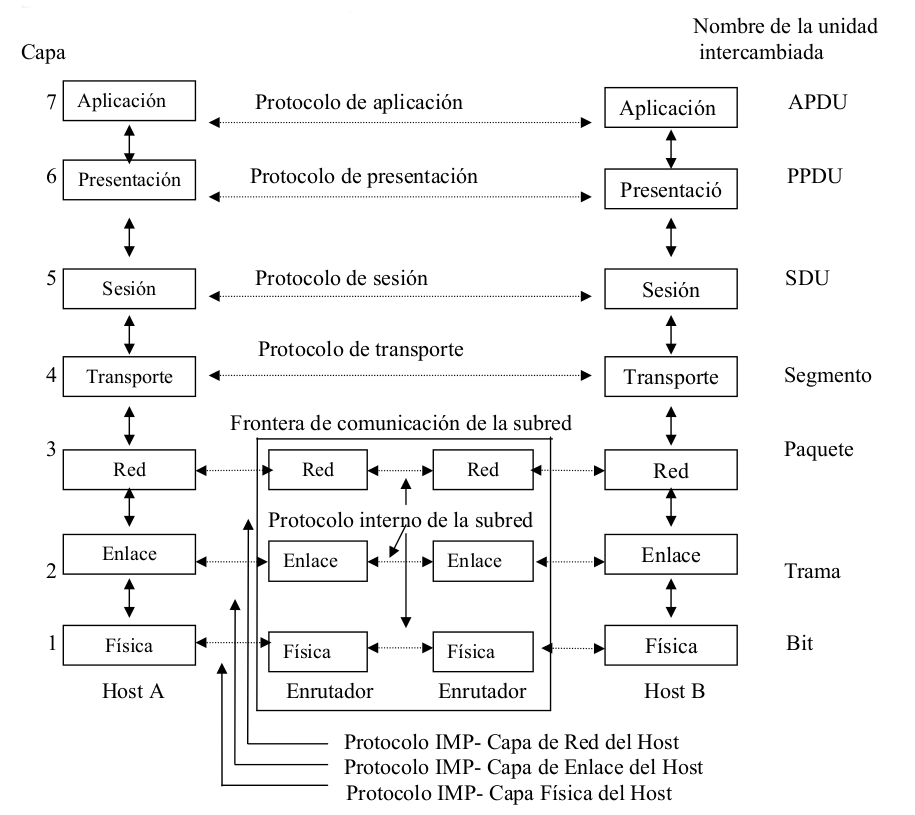 Nombre de la unidad
intercambiada
Capa
7 Aplicación Protocolo de aplicación Aplicación APDU
6 Presentación Protocolo de presentación Presentació PPDU
5 Sesión Protocolo de sesión Sesión SDU
Protocolo de transporte
4 Transporte Transporte Segmento
Frontera de comunicación de la subred
3 Red Red Red Red Paquete
Protocolo interno de la subred
Enlace Enlace Enlace Enlace
2 Trama
1 Física Física Física Física Bit
Host A Enrutador Enrutador Host B
Protocolo IMP- Capa de Red del Host
Protocolo IMP- Capa de Enlace del Host
Protocolo IMP- Capa Física del Host